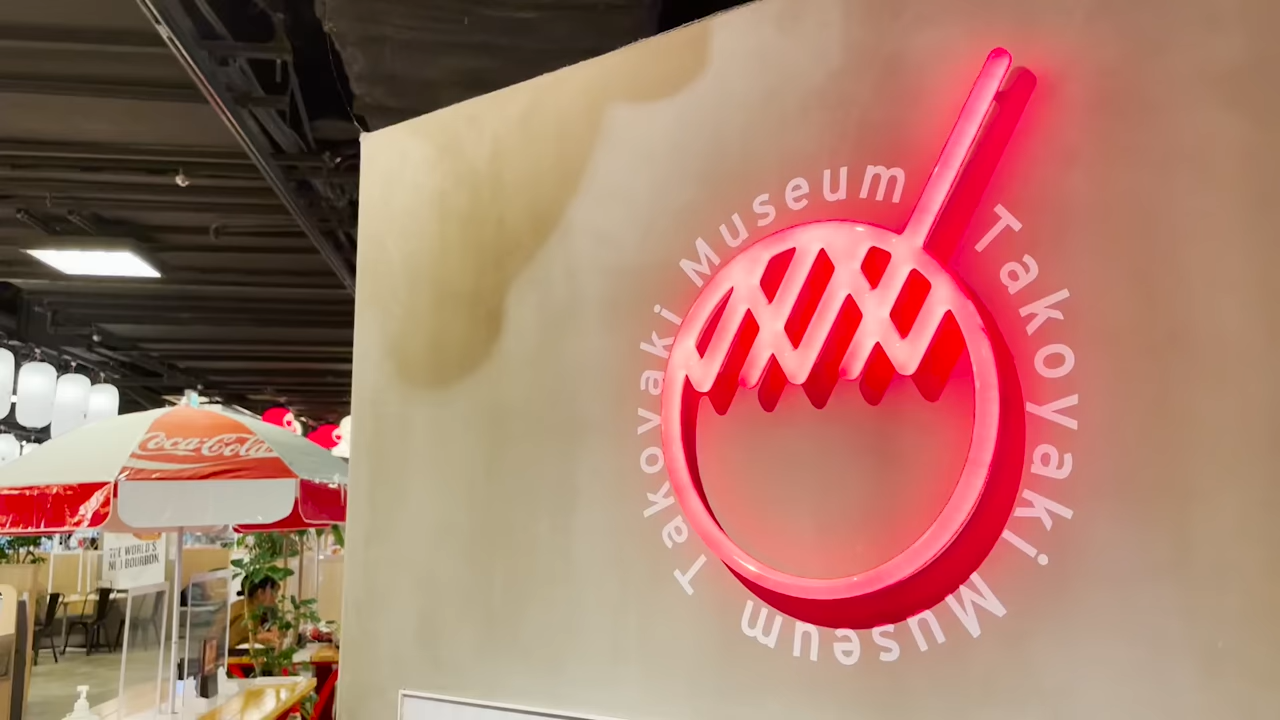 Takoyaki Museum
Takoyaki Museum
Coca-Cola
THE WORLD'S
No.1 BOURBON.